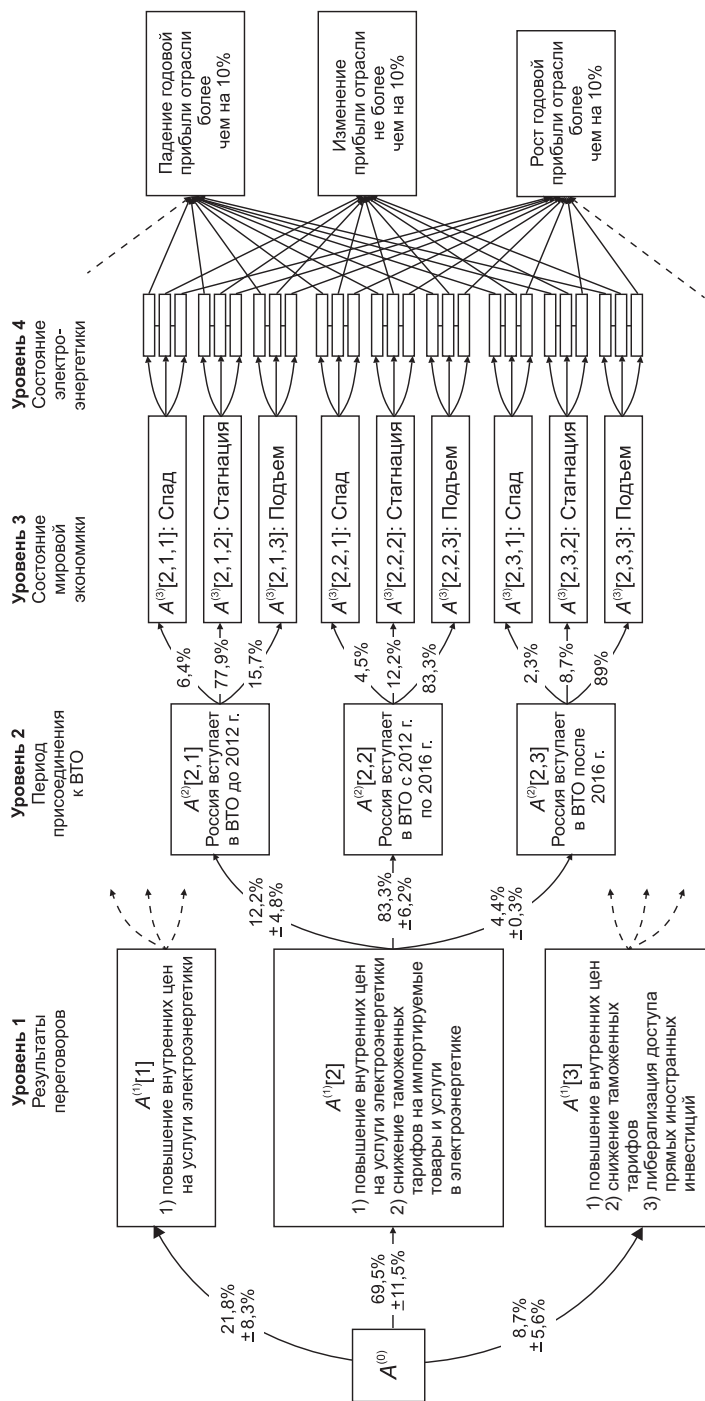 Уровень 1
Результаты
переговоров
Уровень 2
Период
присоединения
к ВТО
Уровень 3
Состояние
мировой
экономики
Уровень 4
Состояние
электро-
энергетики
A(0)
21,8%
±8,3%
69,5%
±11,5%
8,7%
±5,6%
A(1)[1]
1) повышение внутренних цен
на услуги электроэнергетики
A(1)[2]
1) повышение внутренних цен
на услуги электроэнергетики
2) снижение таможенных
тарифов на импортируемые
товары и услуги
в электроэнергетике
A(1)[3]
1) повышение внутренних цен
2) снижение таможенных
тарифов
3) либерализация доступа
прямых иностранных
инвестиций
12,2%
±4,8%
83,3%
±6,2%
4,4%
±0,3%
A(2)[2,1]
Россия вступает
в ВТО до 2012 г.
A(2)[2,2]
Россия вступает
в ВТО с 2012 г.
по 2016 г.
A(2)[2,3]
Россия вступает
в ВТО после
2016 г.
6,4%
77,9%
15,7%
4,5%
12,2%
83,3%
2,3%
8,7%
89%
A(3)[2,1,1]: Спад
A(3)[2,1,2]: Стагнация
A(3)[2,1,3]: Подъем
A(3)[2,2,1]: Спад
A(3)[2,2,2]: Стагнация
A(3)[2,2,3]: Подъем
A(3)[2,3,1]: Спад
A(3)[2,3,2]: Стагнация
A(3)[2,3,3]: Подъем
Падение годовой
прибыли отрасли
более
чем на 10%
Изменение
прибыли отрасли
не более
чем на 10%
Рост годовой
прибыли отрасли
более
чем на 10%